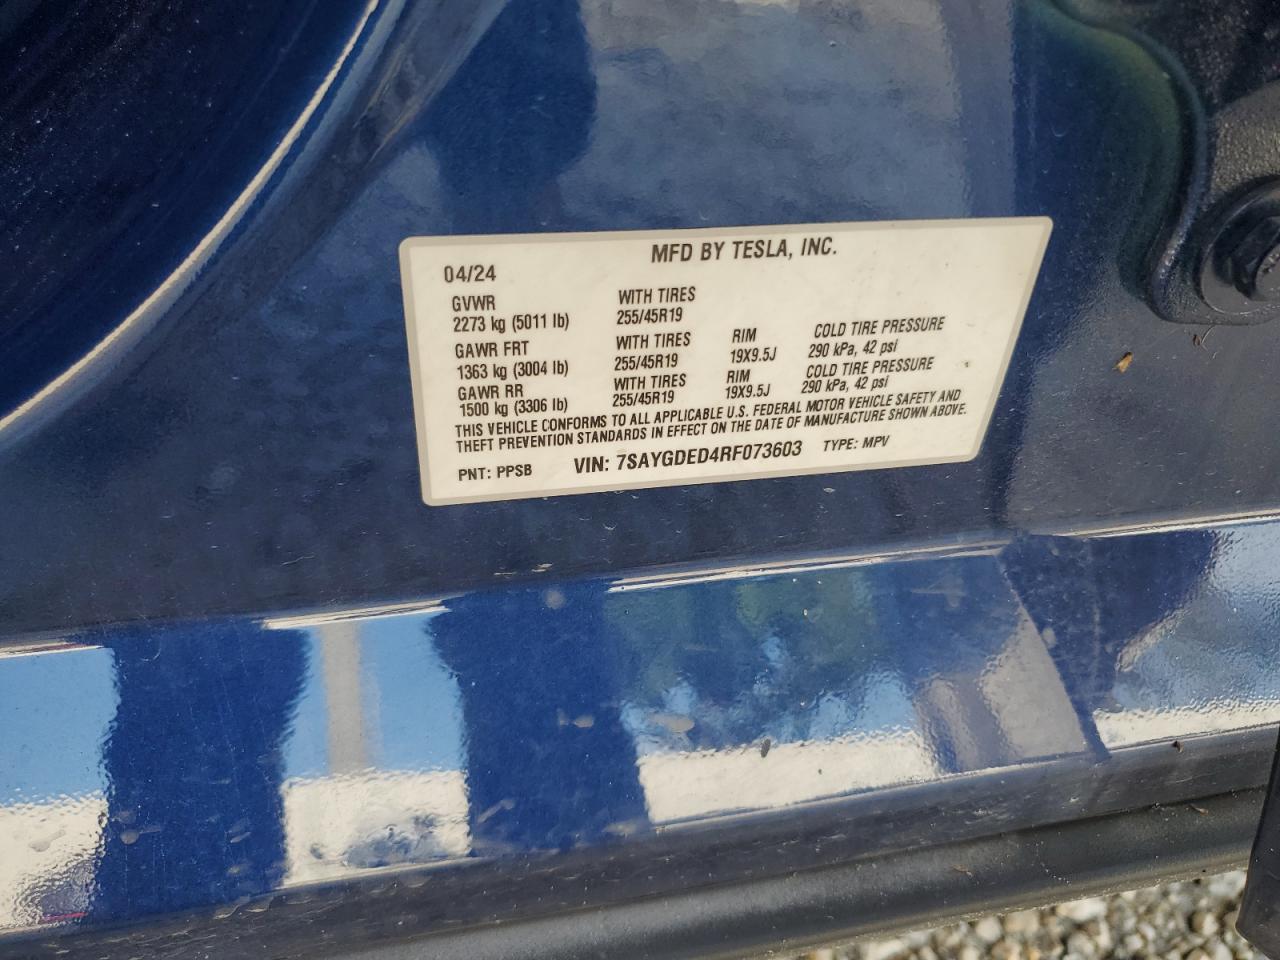 MFD BY TESLA, INC.
04/24
GVWR WITH TIRES
2273 kg (5011 lb) 255/45R19
GAWR FRT WITH TIRES RIM COLD TIRE PRESSURE
1363 kg (3004 lb) 255/45R19 19X9.5J 290 kPa, 42 psi
GAWR RR WITH TIRES RIM COLD TIRE PRESSURE
1500 kg (3306 lb) 255/45R19 19X9.5J 290 kPa, 42 psi
THIS VEHICLE CONFORMS TO ALL APPLICABLE U.S. FEDERAL MOTOR VEHICLE SAFETY AND
THEFT PREVENTION STANDARDS IN EFFECT ON THE DATE OF MANUFACTURE SHOWN ABOVE.
PNT: PPSB VIN: 7SAYGDED4RF073603 TYPE: MPV